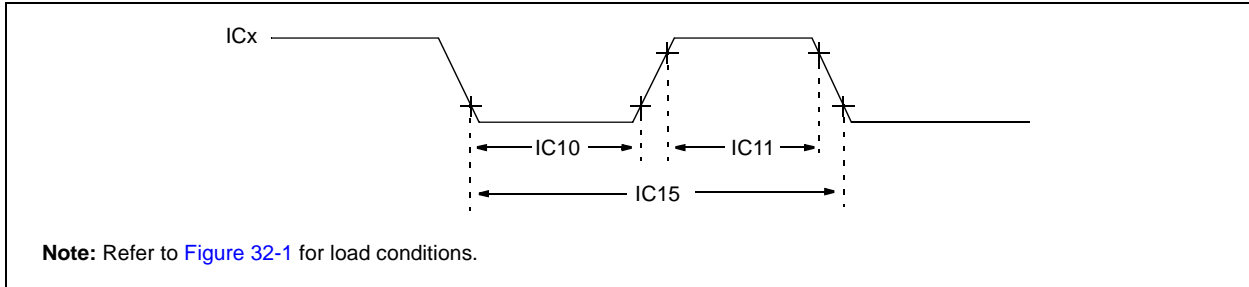 ICx
IC10
IC11
IC15
Note: Refer to Figure 32-1 for load conditions.